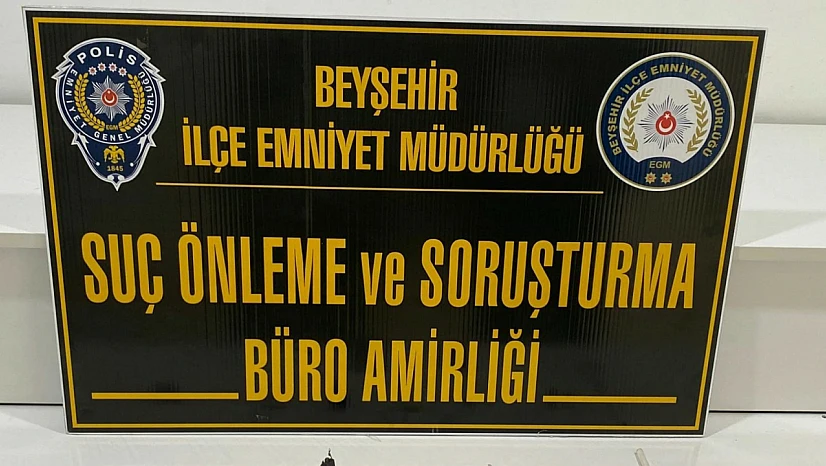 BEYŞEHİR
İLÇE EMNİYET MÜDÜRLÜĞÜ
SUÇ ÖNLEME ve SORUŞTURMA
BÜRO AMİRLİĞİ
POLİS
EMNİYET GENEL MÜDÜRLÜĞÜ
EGM
1845
BEYŞEHİR İLÇE EMNİYET MÜDÜRLÜĞÜ
EGM